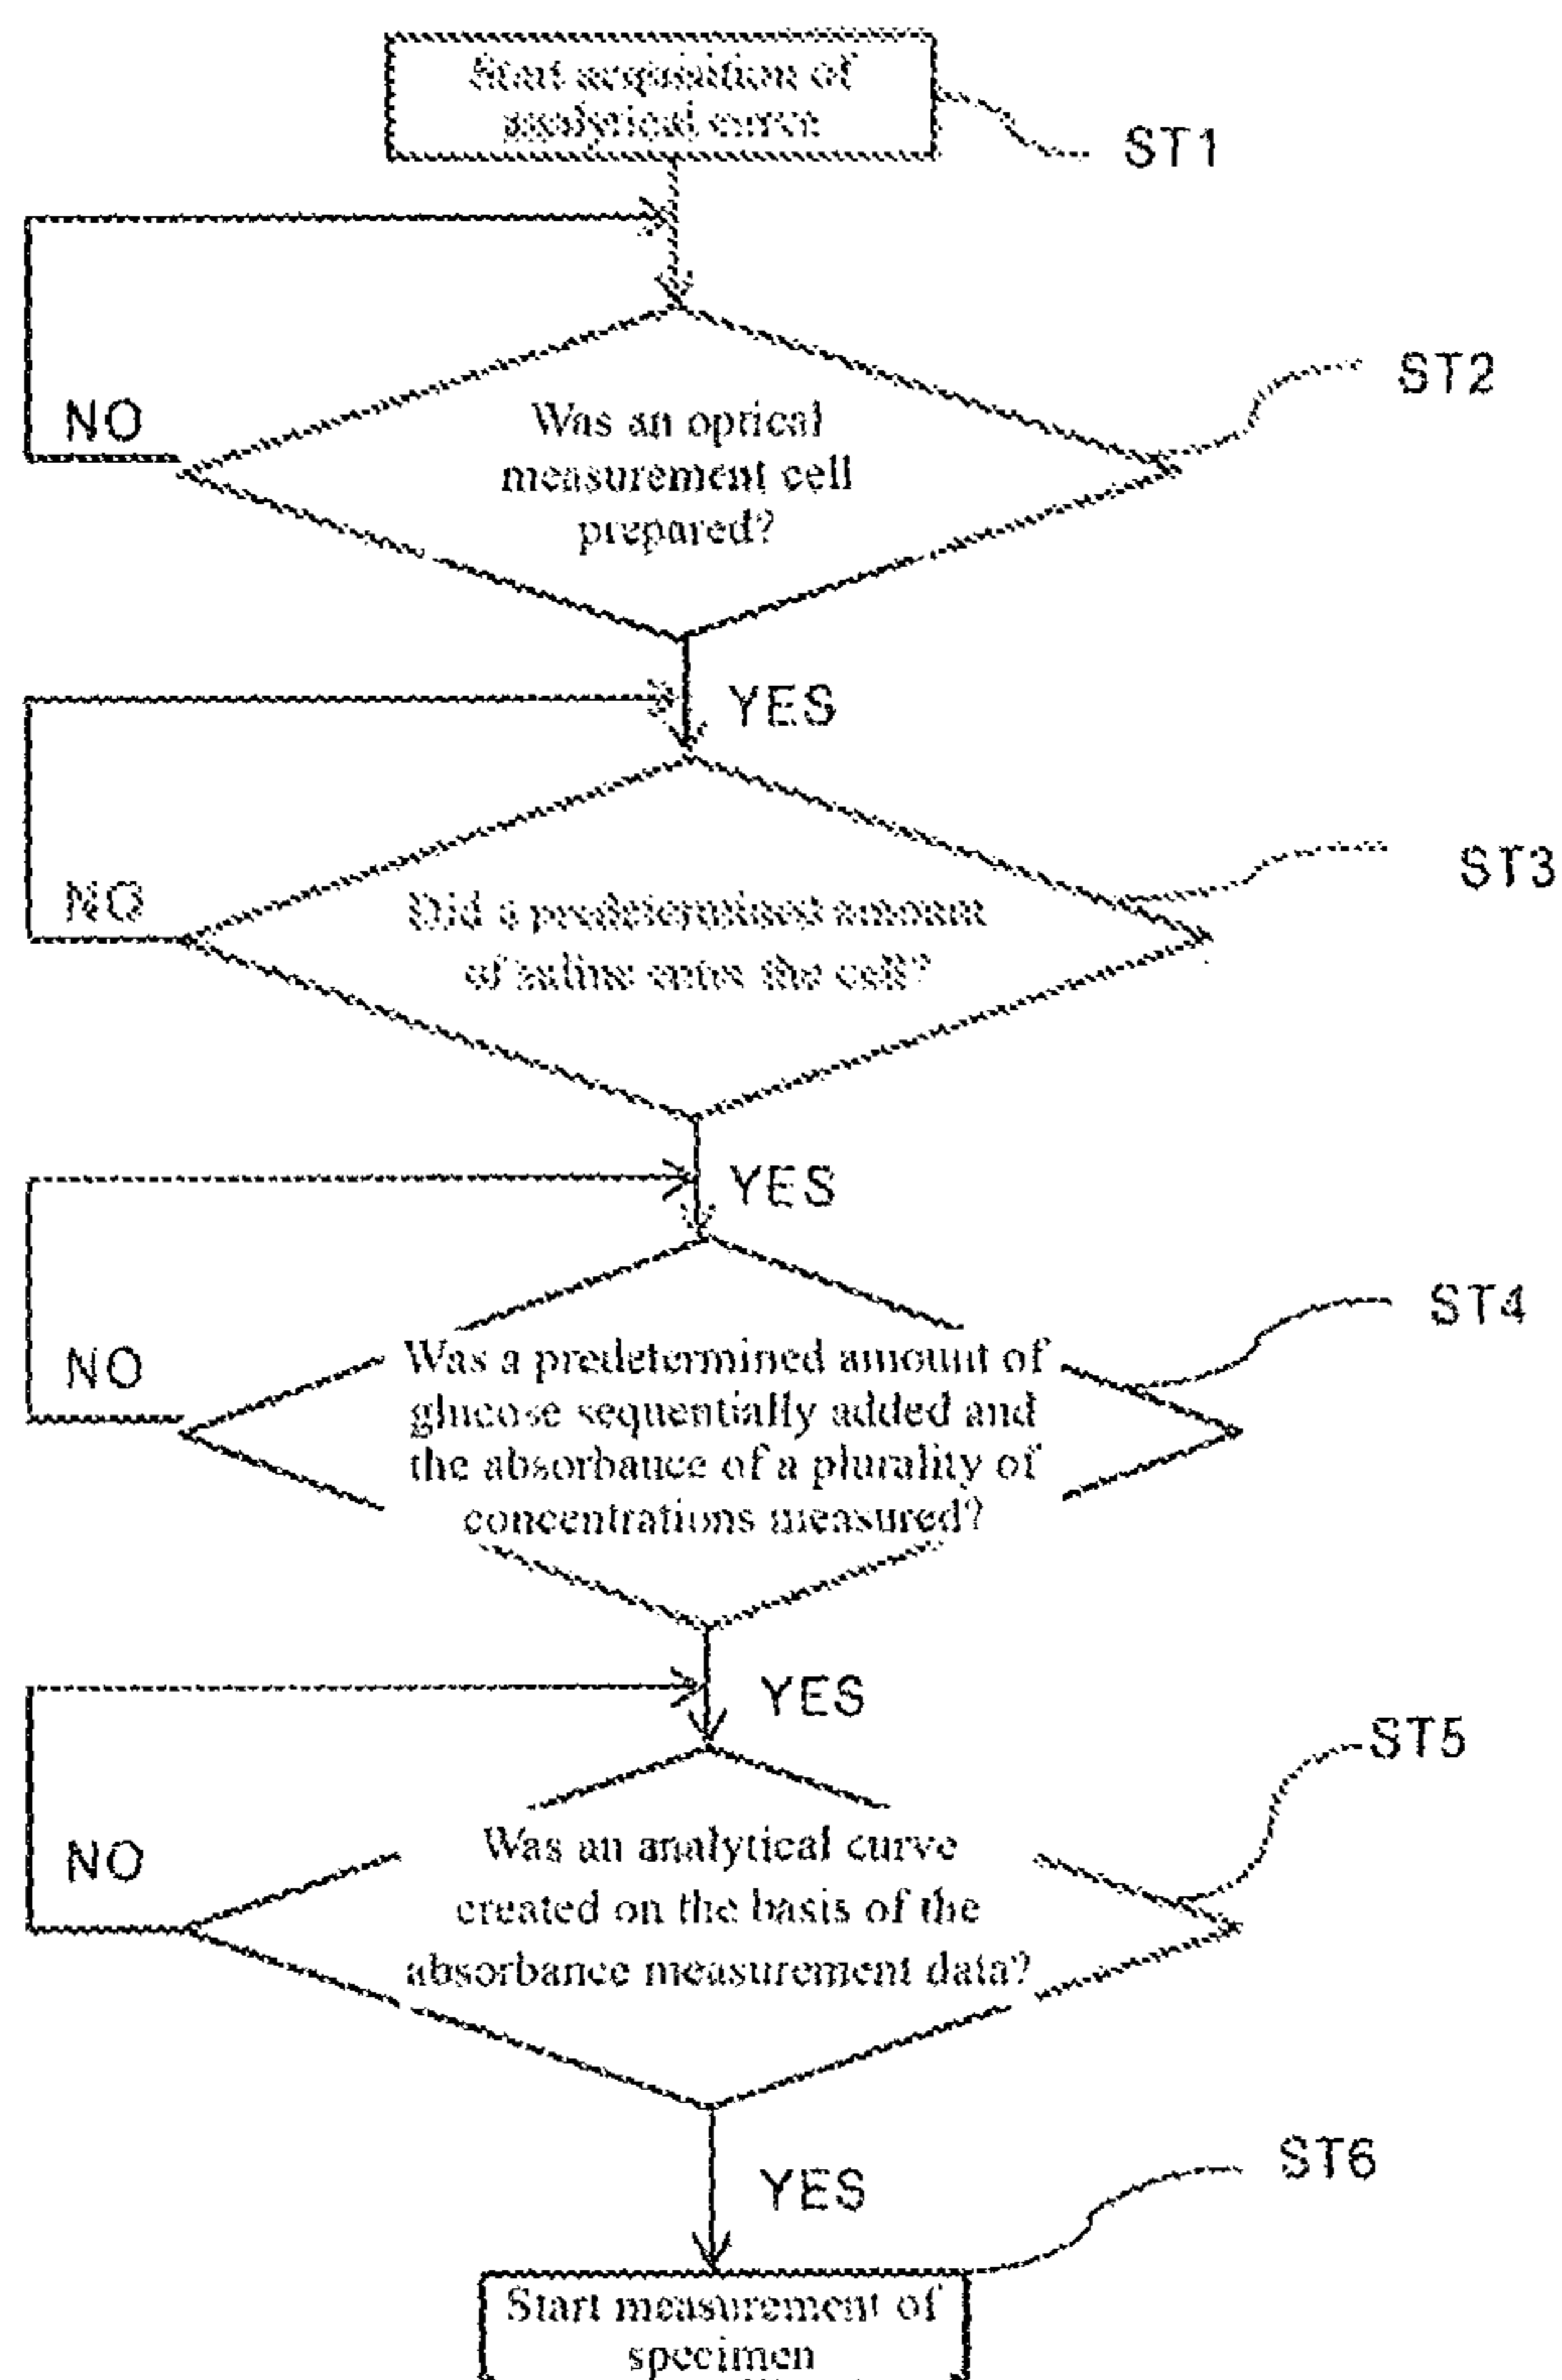 Start acquisition of
analytical curve
ST1
ST2
NO
Was an optical
measurement cell
prepared?
YES
ST3
NO
Did a predetermined amount
of saline enter the cell?
YES
ST4
NO
Was a predetermined amount of
glucose sequentially added and
the absorbance of a plurality of
concentrations measured?
YES
ST5
NO
Was an analytical curve
created on the basis of the
absorbance measurement data?
YES
ST6
Start measurement of
specimen